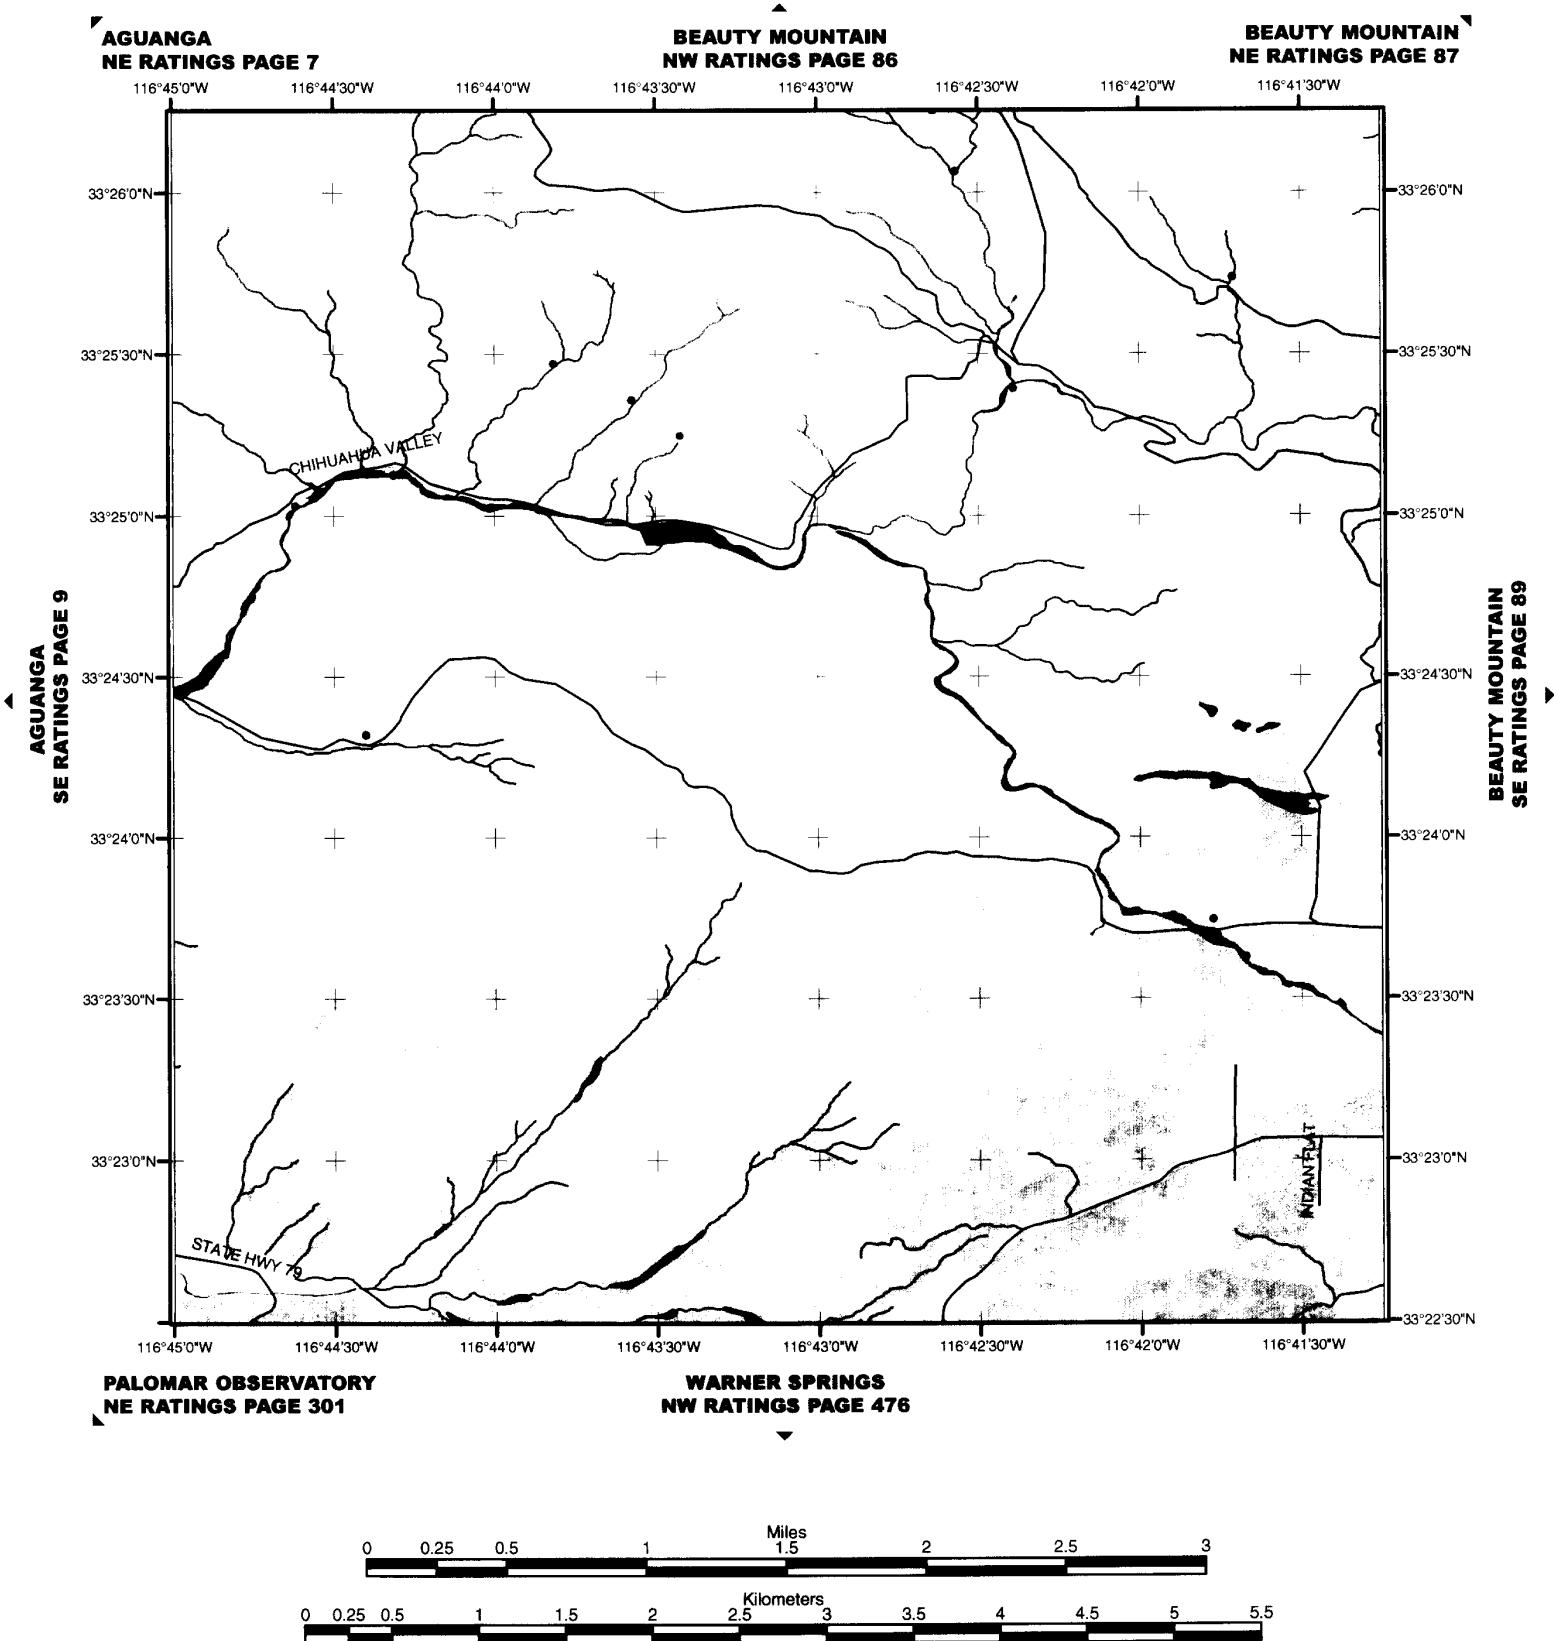 AGUANGA
NE RATINGS PAGE 7
BEAUTY MOUNTAIN
NW RATINGS PAGE 86
BEAUTY MOUNTAIN
NE RATINGS PAGE 87
116°45'0"W 116°44'30"W 116°44'0"W 116°43'30"W 116°43'0"W 116°42'30"W 116°42'0"W 116°41'30"W
33°26'0"N 33°26'0"N
33°25'30"N 33°25'30"N
CHIHUAHUA VALLEY
33°25'0"N 33°25'0"N
AGUANGA
SE RATINGS PAGE 9
BEAUTY MOUNTAIN
SE RATINGS PAGE 89
33°24'30"N 33°24'30"N
33°24'0"N 33°24'0"N
33°23'30"N 33°23'30"N
33°23'0"N 33°23'0"N
INDIAN FLAT
STATE HWY 79
33°22'30"N
116°45'0"W 116°44'30"W 116°44'0"W 116°43'30"W 116°43'0"W 116°42'30"W 116°42'0"W 116°41'30"W
PALOMAR OBSERVATORY
NE RATINGS PAGE 301
WARNER SPRINGS
NW RATINGS PAGE 476
Miles
0 0.25 0.5 1 1.5 2 2.5 3
Kilometers
0 0.25 0.5 1 1.5 2 2.5 3 3.5 4 4.5 5 5.5